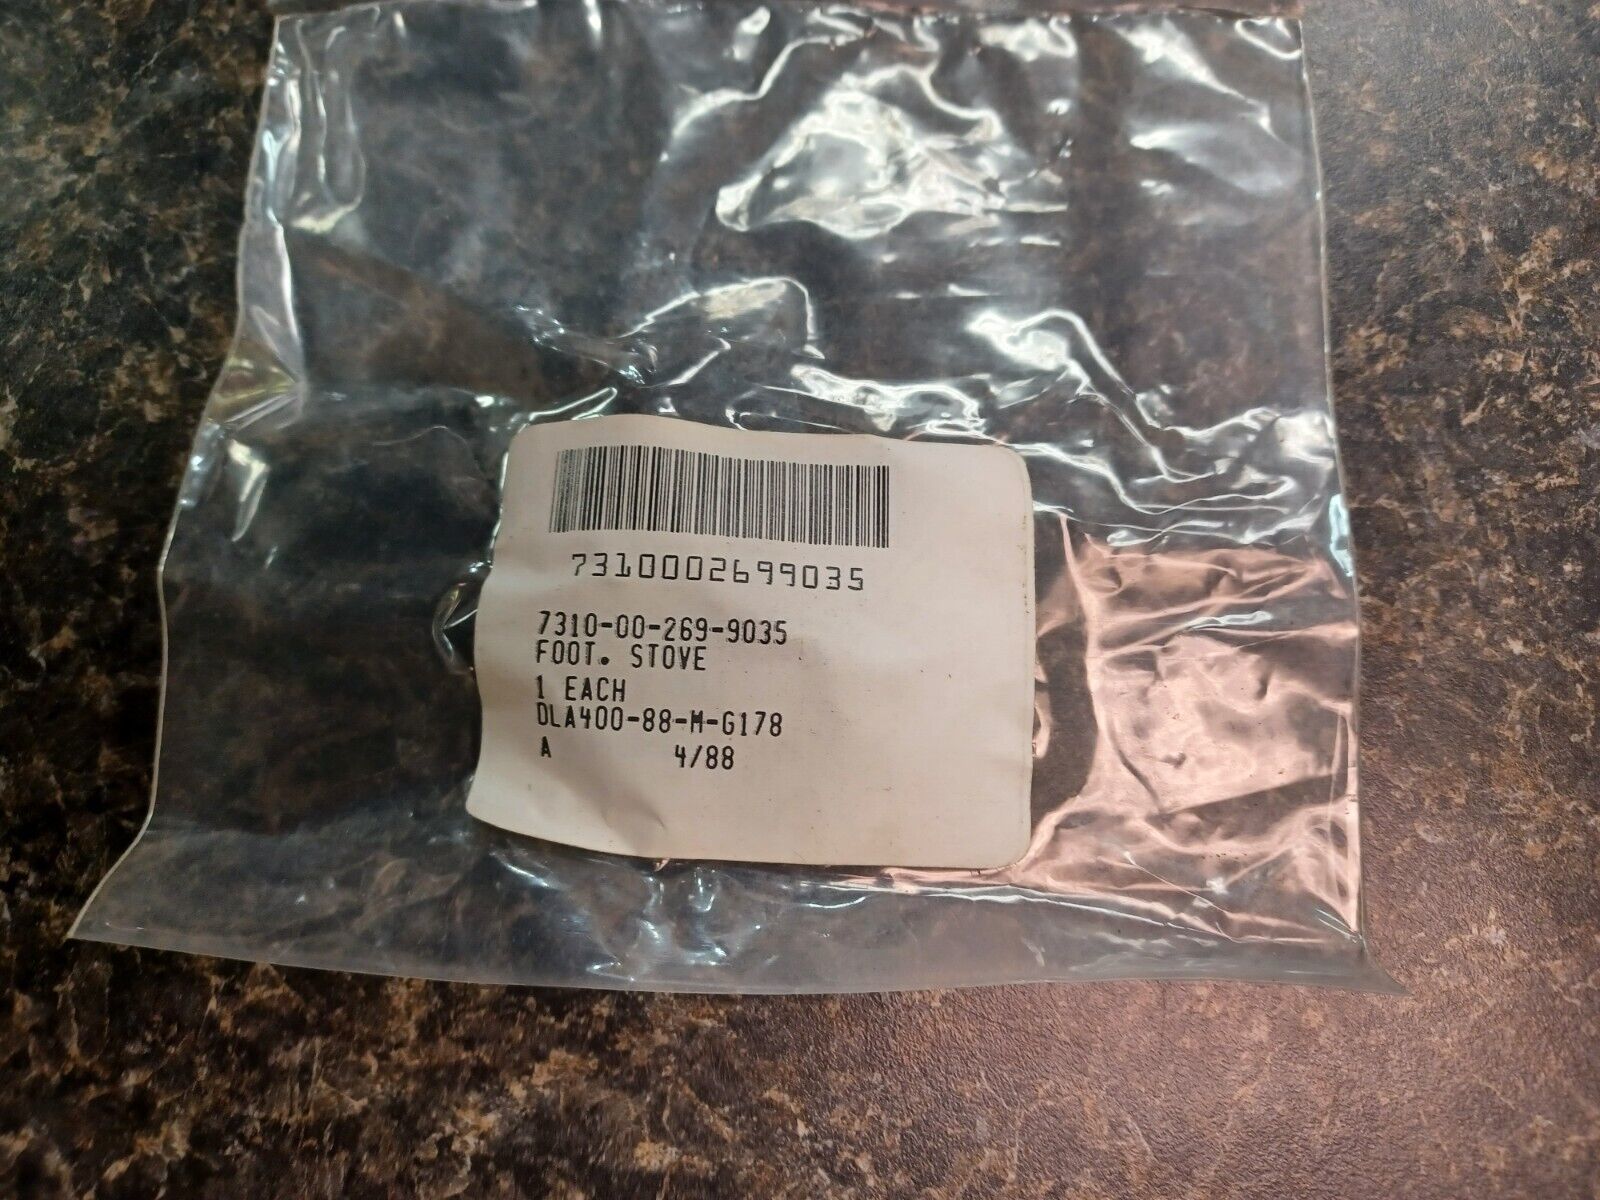 7310002699035
7310-00-269-9035
FOOT. STOVE
1 EACH
DLA400-88-M-G178
A 4/88